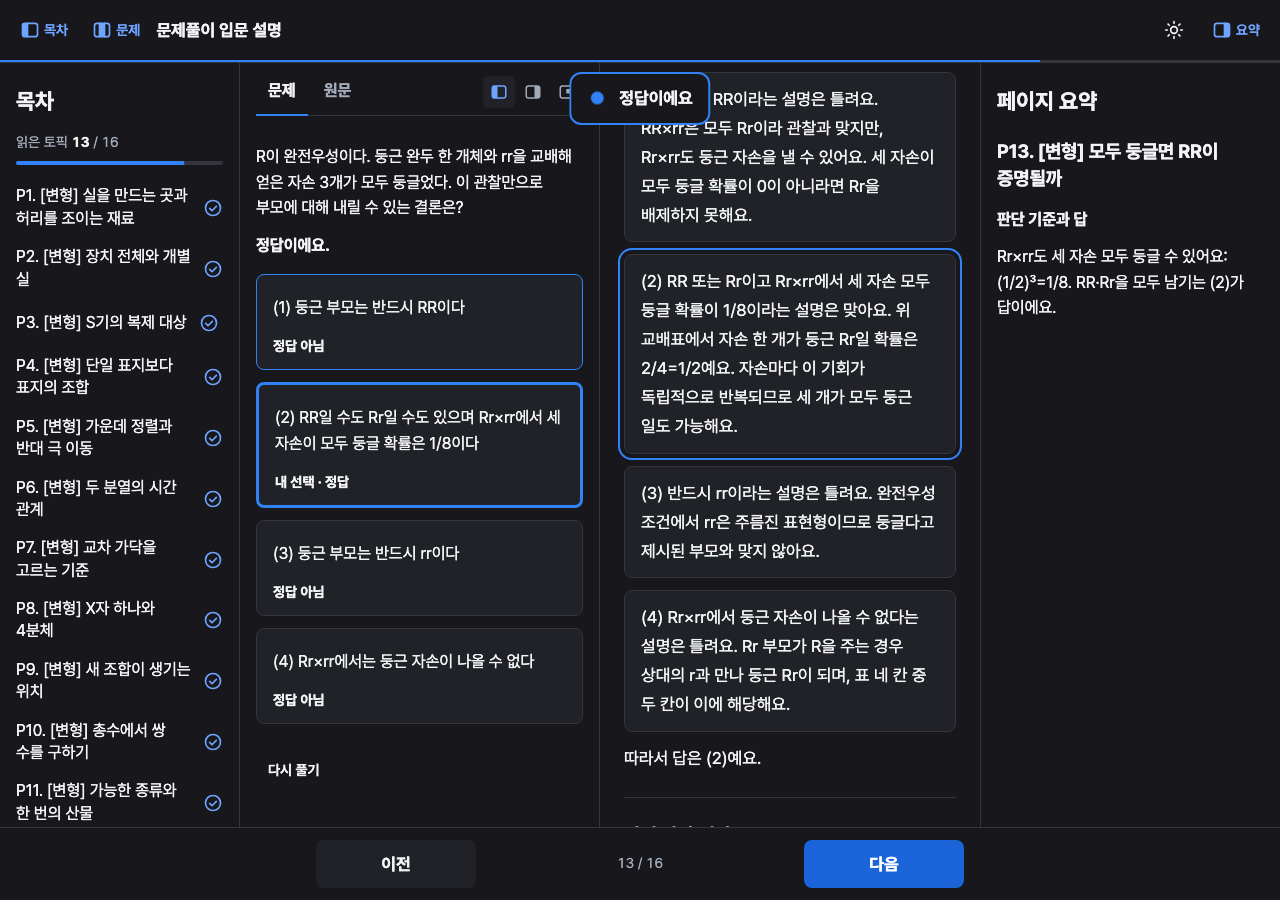 목차
문제
문제풀이 입문 설명
요약
목차
읽은 토픽 13 / 16
P1. [변형] 실을 만드는 곳과
허리를 조이는 재료
P2. [변형] 장치 전체와 개별
실
P3. [변형] S기의 복제 대상
P4. [변형] 단일 표지보다
표지의 조합
P5. [변형] 가운데 정렬과
반대 극 이동
P6. [변형] 두 분열의 시간
관계
P7. [변형] 교차 가닥을
고르는 기준
P8. [변형] X자 하나와
4분체
P9. [변형] 새 조합이 생기는
위치
P10. [변형] 총수에서 쌍
수를 구하기
P11. [변형] 가능한 종류와
한 번의 산물
문제
원문
R이 완전우성이다. 둥근 완두 한 개체와 rr을 교배해
얻은 자손 3개가 모두 둥글었다. 이 관찰만으로
부모에 대해 내릴 수 있는 결론은?
정답이에요.
(1) 둥근 부모는 반드시 RR이다
정답 아님
(2) RR일 수도 Rr일 수도 있으며 Rr×rr에서 세
자손이 모두 둥글 확률은 1/8이다
내 선택 · 정답
(3) 둥근 부모는 반드시 rr이다
정답 아님
(4) Rr×rr에서는 둥근 자손이 나올 수 없다
정답 아님
다시 풀기
정답이에요
RR이라는 설명은 틀려요.
RR×rr은 모두 Rr이라 관찰과 맞지만,
Rr×rr도 둥근 자손을 낼 수 있어요. 세 자손이
모두 둥글 확률이 0이 아니라면 Rr을
배제하지 못해요.
(2) RR 또는 Rr이고 Rr×rr에서 세 자손 모두
둥글 확률이 1/8이라는 설명은 맞아요. 위
교배표에서 자손 한 개가 둥근 Rr일 확률은
2/4=1/2예요. 자손마다 이 기회가
독립적으로 반복되므로 세 개가 모두 둥근
일도 가능해요.
(3) 반드시 rr이라는 설명은 틀려요. 완전우성
조건에서 rr은 주름진 표현형이므로 둥글다고
제시된 부모와 맞지 않아요.
(4) Rr×rr에서 둥근 자손이 나올 수 없다는
설명은 틀려요. Rr 부모가 R을 주는 경우
상대의 r과 만나 둥근 Rr이 되며, 표 네 칸 중
두 칸이 이에 해당해요.
따라서 답은 (2)예요.
페이지 요약
P13. [변형] 모두 둥글면 RR이
증명될까
판단 기준과 답
Rr×rr도 세 자손 모두 둥글 수 있어요:
(1/2)³=1/8. RR·Rr을 모두 남기는 (2)가
답이에요.
이전
13 / 16
다음